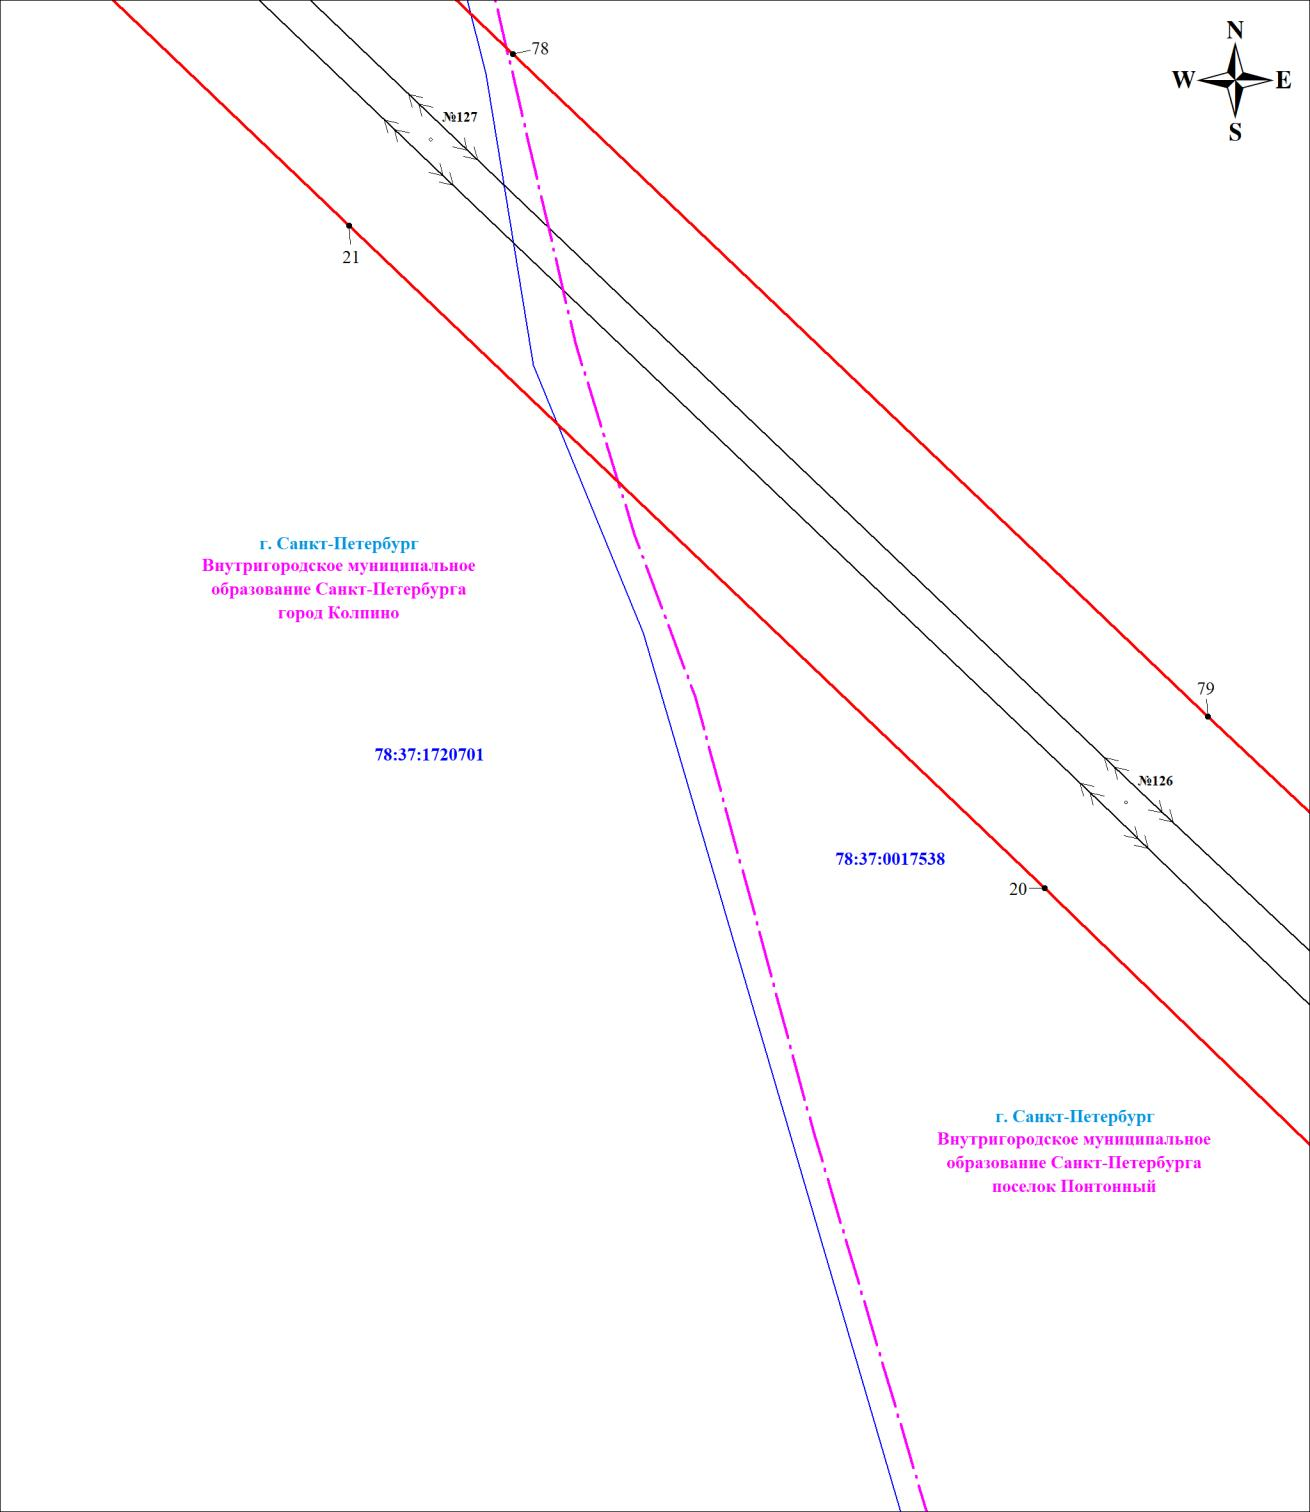 N
W E
S
78
№127
21
г. Санкт-Петербург
Внутригородское муниципальное
образование Санкт-Петербурга
город Колпино
79
78:37:1720701
№126
78:37:0017538
20
г. Санкт-Петербург
Внутригородское муниципальное
образование Санкт-Петербурга
поселок Понтонный